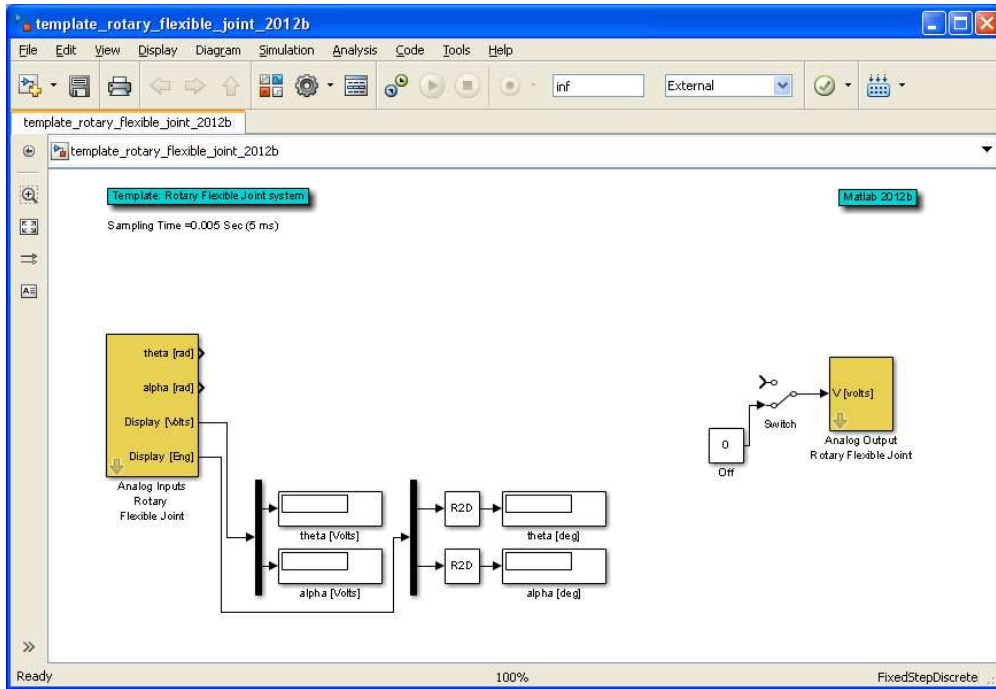 template_rotary_flexible_joint_2012b
File Edit View Display Diagram Simulation Analysis Code Tools Help
inf External
template_rotary_flexible_joint_2012b
template_rotary_flexible_joint_2012b
Template: Rotary Flexible Joint system
Matlab 2012b
Sampling Time =0.005 Sec (5 ms)
theta [rad]
alpha [rad]
Display [Volts]
Display [Eng]
Analog Inputs
Rotary
Flexible Joint
theta [Volts]
alpha [Volts]
R2D
theta [deg]
R2D
alpha [deg]
0
Off
Switch
V [volts]
Analog Output
Rotary Flexible Joint
Ready 100% FixedStepDiscrete